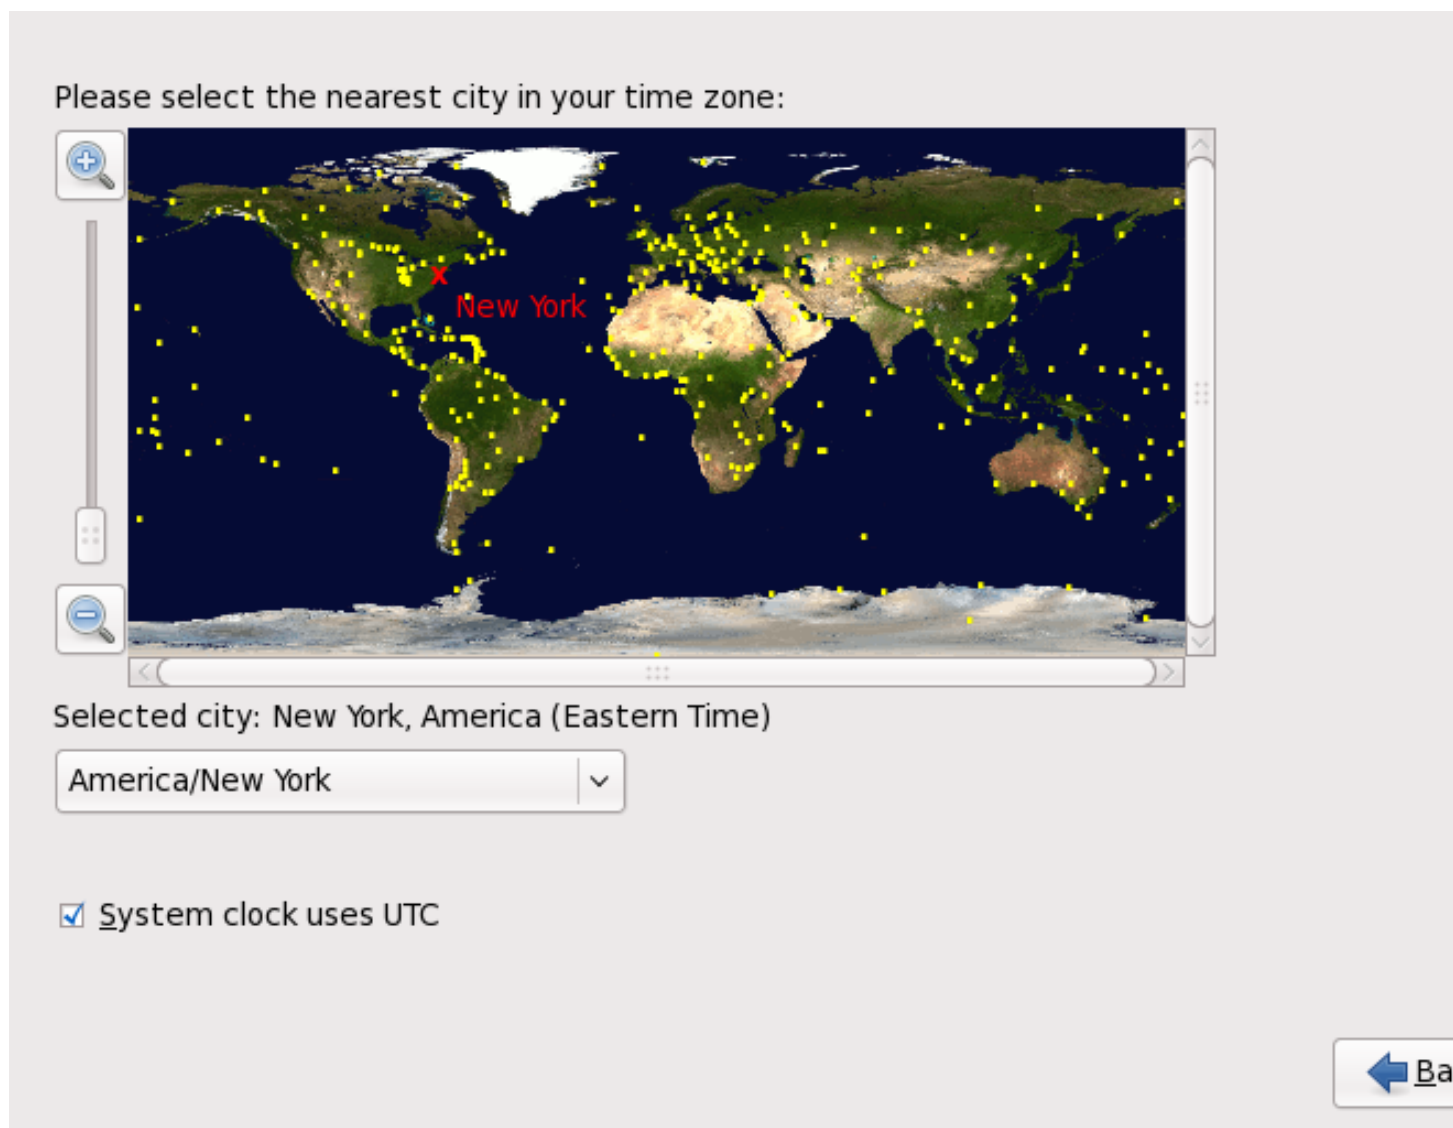 Please select the nearest city in your time zone:
New York
Selected city: New York, America (Eastern Time)
America/New York
System clock uses UTC
Ba